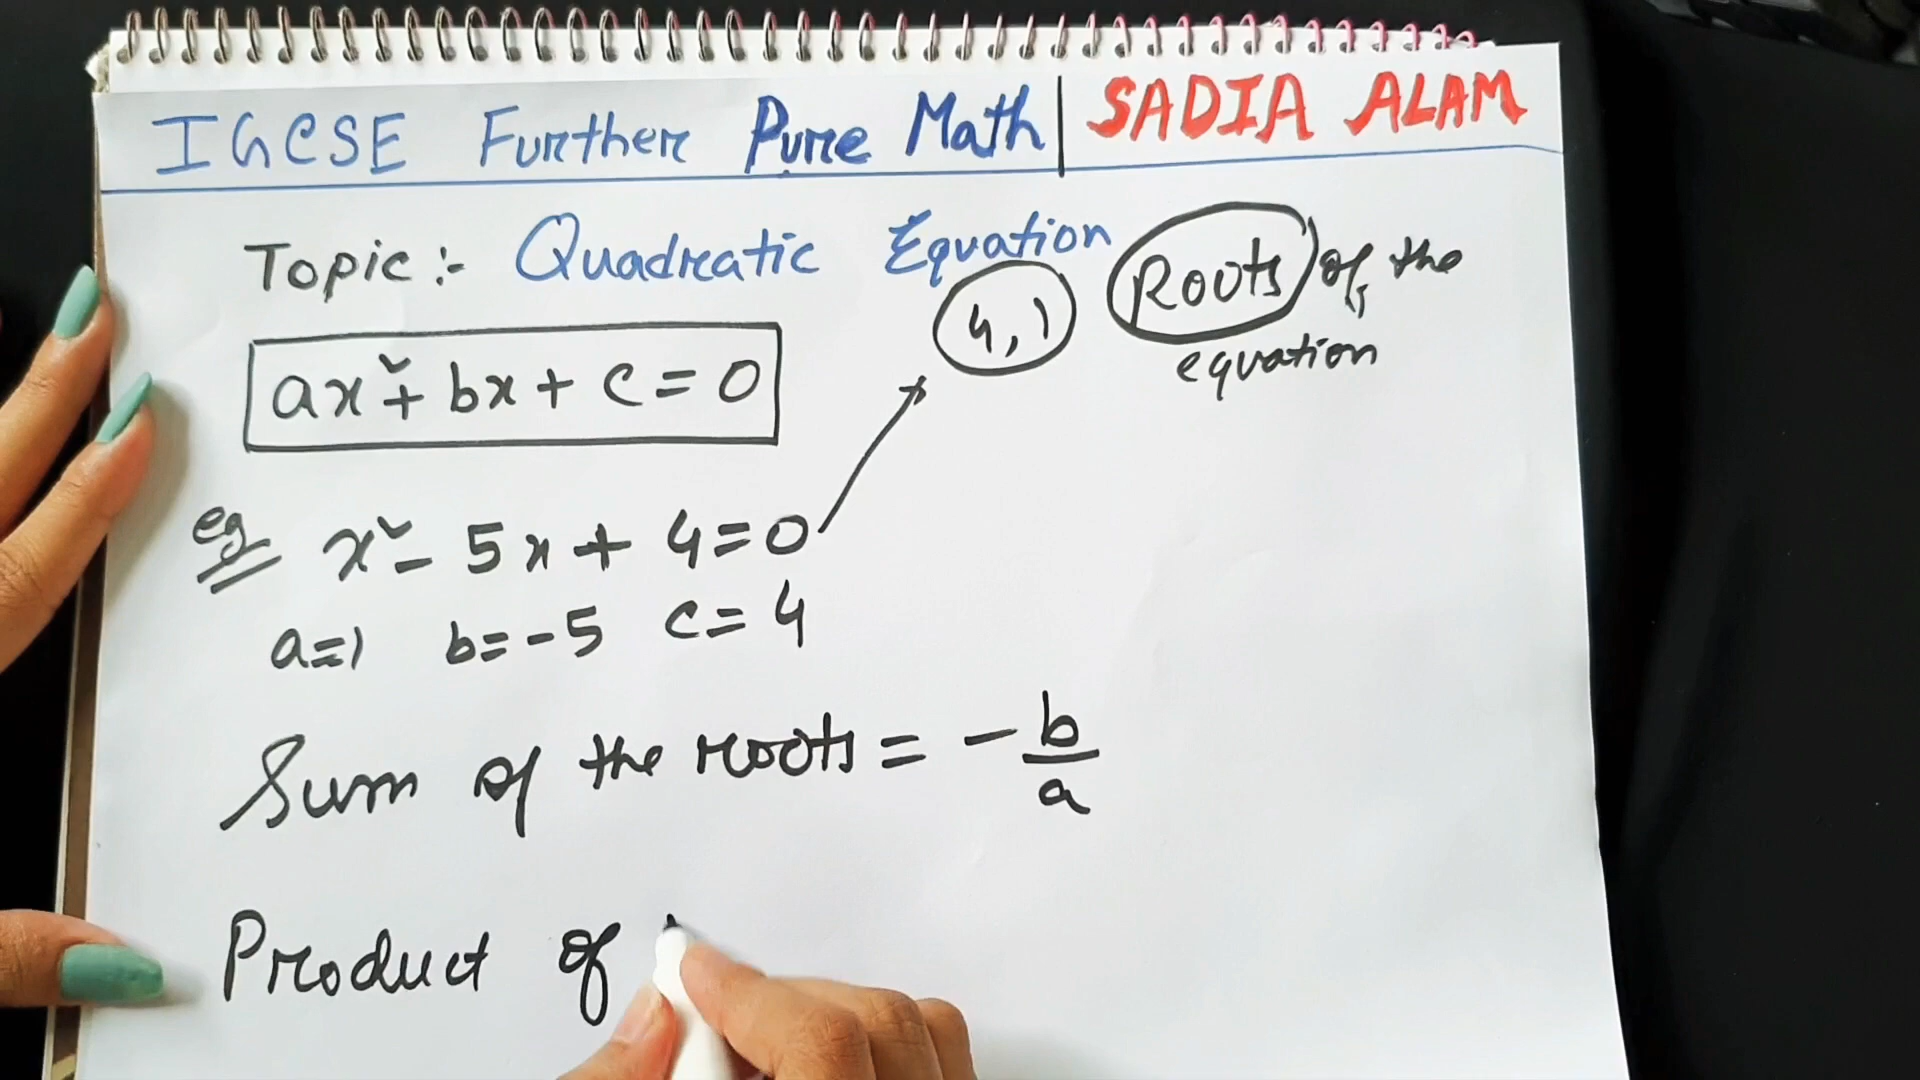 IGCSE Further Pure Math | SADIA ALAM
Topic :- Quadratic Equation
4, 1
Roots of the
equation
ax² + bx + c = 0
eg x² - 5x + 4 = 0
a=1 b=-5 c=4
Sum of the roots = - b/a
Product of